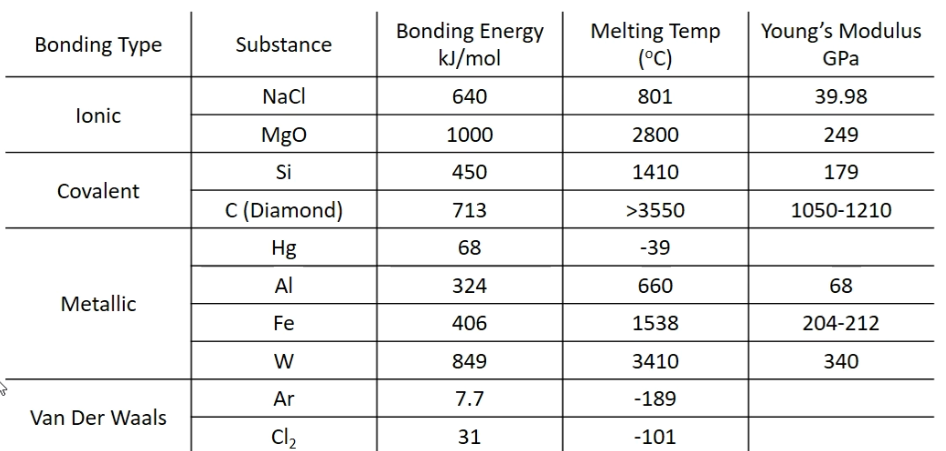 Bonding Type Substance Bonding Energy kJ/mol Melting Temp (°C) Young's Modulus GPa
Ionic NaCl 640 801 39.98
MgO 1000 2800 249
Covalent Si 450 1410 179
C (Diamond) 713 >3550 1050-1210
Metallic Hg 68 -39
Al 324 660 68
Fe 406 1538 204-212
W 849 3410 340
Van Der Waals Ar 7.7 -189
Cl₂ 31 -101